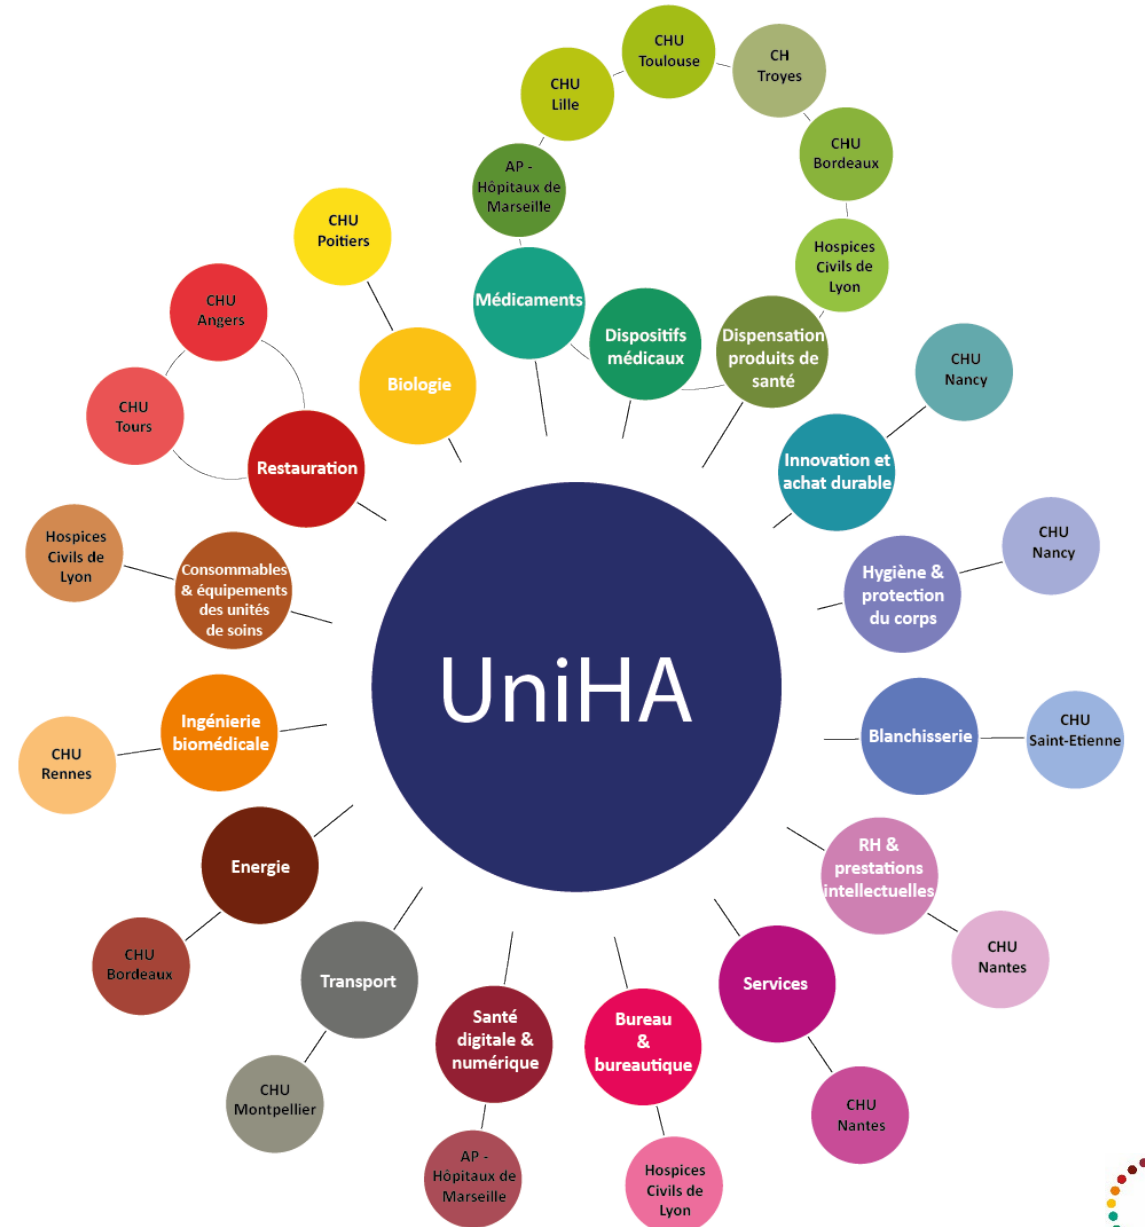 CHU
Toulouse
CH
Troyes
CHU
Lille
CHU
Bordeaux
AP -
Hôpitaux de
Marseille
Hospices
Civils de
Lyon
CHU
Poitiers
Médicaments
Dispositifs
médicaux
Dispensation
produits de
santé
CHU
Angers
Biologie
CHU
Nancy
CHU
Tours
Restauration
Innovation et
achat durable
Hospices
Civils de
Lyon
Consommables
& équipements
des unités
de soins
Hygiène &
protection
du corps
CHU
Nancy
UniHA
Ingénierie
biomédicale
CHU
Rennes
Blanchisserie
CHU
Saint-Etienne
Energie
RH &
prestations
intellectuelles
CHU
Bordeaux
CHU
Nantes
Transport
Services
Santé
digitale &
numérique
Bureau
&
bureautique
CHU
Montpellier
CHU
Nantes
AP -
Hôpitaux de
Marseille
Hospices
Civils de
Lyon